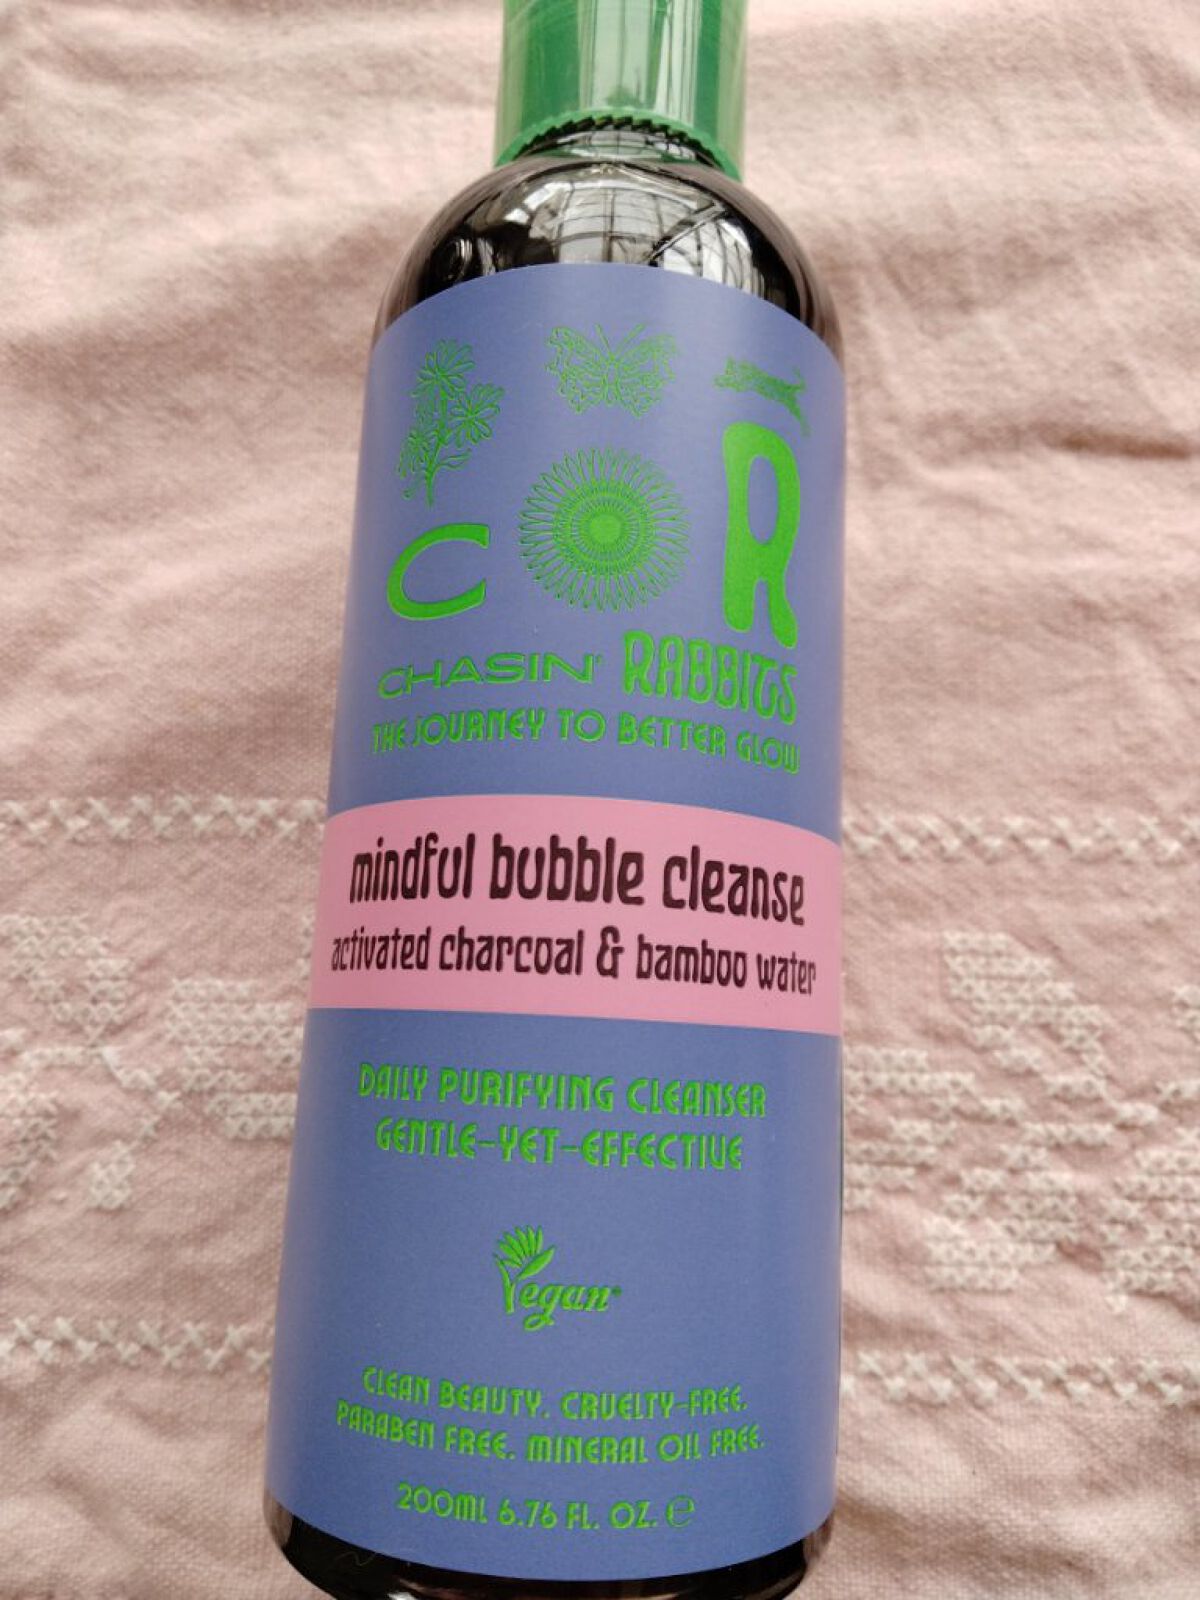 C R
CHASIN' RABBITS
THE JOURNEY TO BETTER GLOW
mindful bubble cleanse
activated charcoal & bamboo water
DAILY PURIFYING CLEANSER
GENTLE-YET-EFFECTIVE
Vegan
CLEAN BEAUTY. CRUELTY-FREE.
PARABEN FREE. MINERAL OIL FREE.
200ML 6.76 FL. OZ. ℮